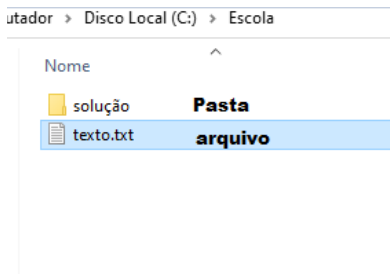 utador > Disco Local (C:) > Escola
Nome
solução Pasta
texto.txt arquivo